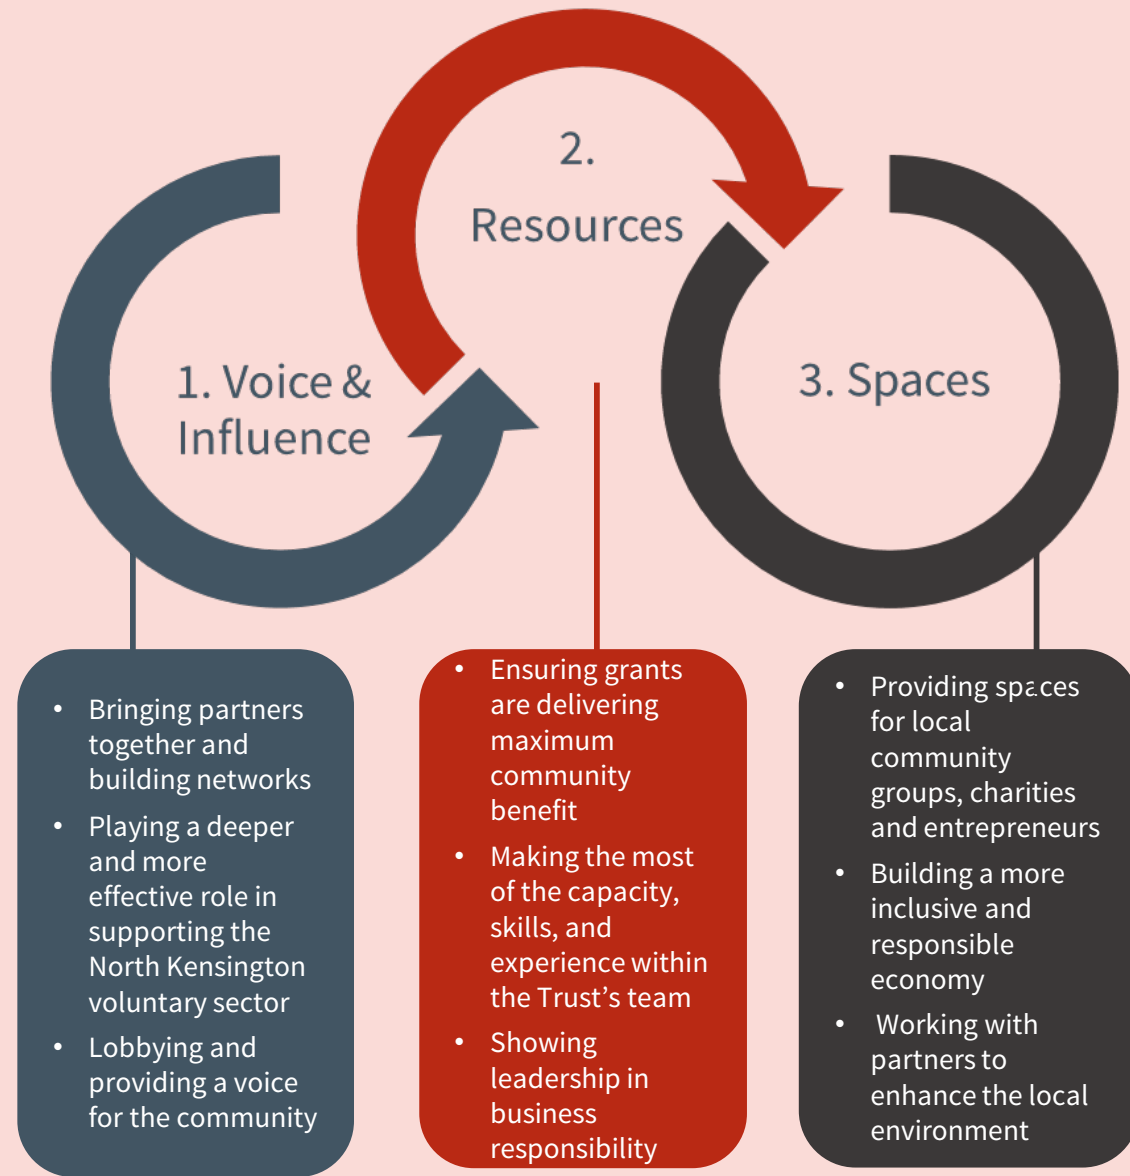 2.
Resources
1. Voice &
Influence
3. Spaces
• Bringing partners
together and
building networks
• Playing a deeper
and more
effective role in
supporting the
North Kensington
voluntary sector
• Lobbying and
providing a voice
for the community
• Ensuring grants
are delivering
maximum
community
benefit
• Making the most
of the capacity,
skills, and
experience within
the Trust’s team
• Showing
leadership in
business
responsibility
• Providing spaces
for local
community
groups, charities
and entrepreneurs
• Building a more
inclusive and
responsible
economy
• Working with
partners to
enhance the local
environment